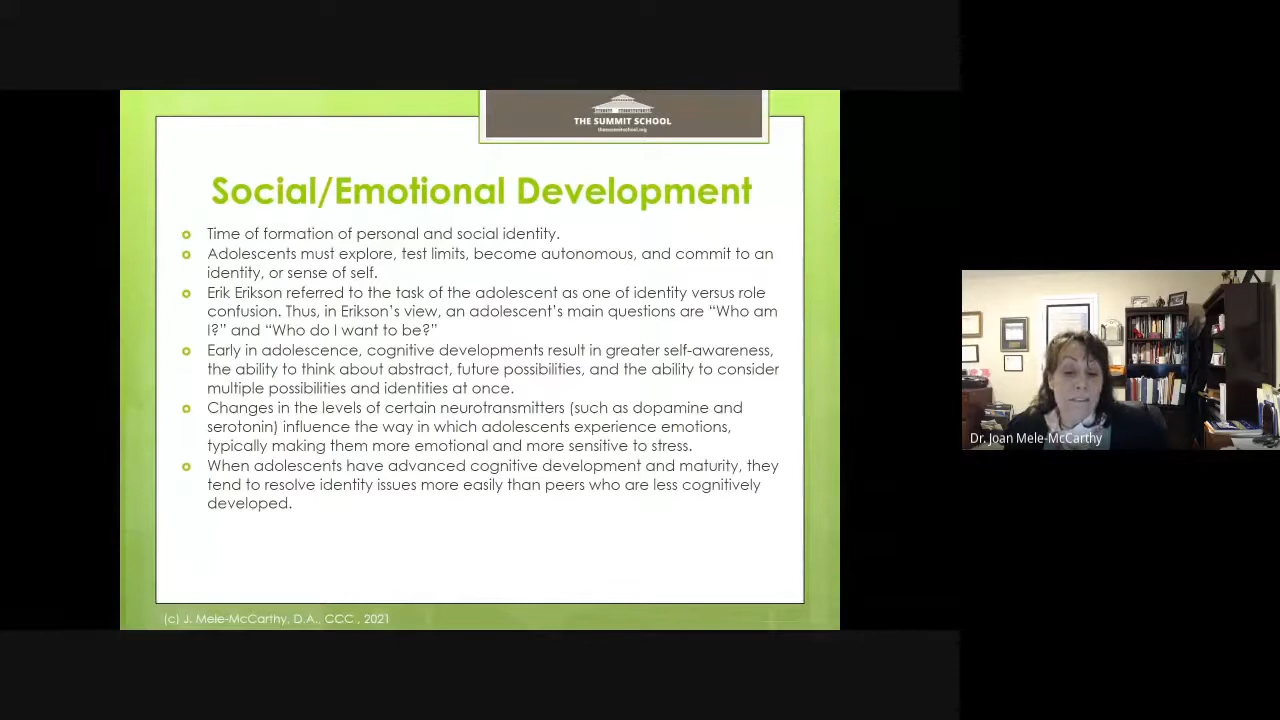 THE SUMMIT SCHOOL
thesummitschool.org
Social/Emotional Development
Time of formation of personal and social identity.
Adolescents must explore, test limits, become autonomous, and commit to an
identity, or sense of self.
Erik Erikson referred to the task of the adolescent as one of identity versus role
confusion. Thus, in Erikson’s view, an adolescent’s main questions are “Who am
I?” and “Who do I want to be?”
Early in adolescence, cognitive developments result in greater self-awareness,
the ability to think about abstract, future possibilities, and the ability to consider
multiple possibilities and identities at once.
Changes in the levels of certain neurotransmitters (such as dopamine and
serotonin) influence the way in which adolescents experience emotions,
typically making them more emotional and more sensitive to stress.
When adolescents have advanced cognitive development and maturity, they
tend to resolve identity issues more easily than peers who are less cognitively
developed.
(c) J. Mele-McCarthy, D.A., CCC , 2021
Dr. Joan Mele-McCarthy